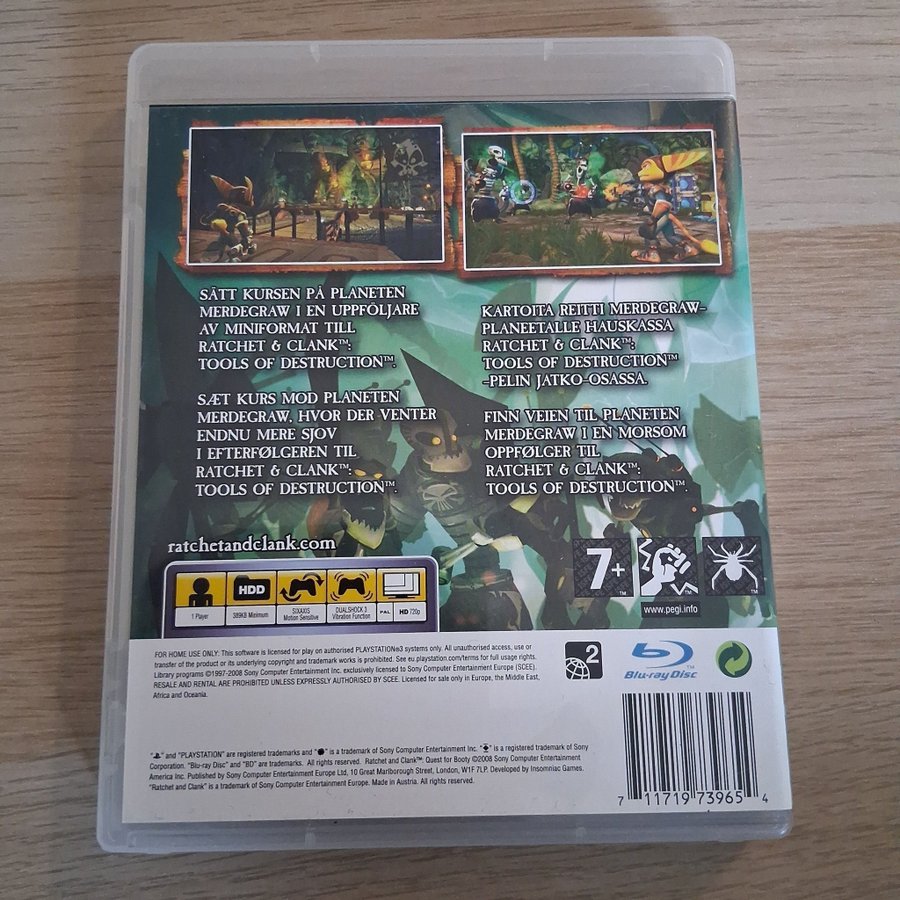 SÄTT KURSEN PÅ PLANETEN
MERDEGRAW I EN UPPFÖLJARE
AV MINIFORMAT TILL
RATCHET & CLANK™:
TOOLS OF DESTRUCTION™.
SÆT KURS MOD PLANETEN
MERDEGRAW, HVOR DER VENTER
ENDNU MERE SJOV
I EFTERFØLGEREN TIL
RATCHET & CLANK™:
TOOLS OF DESTRUCTION™.
KARTOITA REITTI MERDEGRAW-
PLANEETALLE HAUSKASSA
RATCHET & CLANK™:
TOOLS OF DESTRUCTION™
-PELIN JATKO-OSASSA.
FINN VEIEN TIL PLANETEN
MERDEGRAW I EN MORSOM
OPPFØLGER TIL
RATCHET & CLANK™:
TOOLS OF DESTRUCTION™.
ratchetandclank.com
HDD
1 Player
389KB Minimum
SIXAXIS
Motion Sensitive
DUALSHOCK 3
Vibration Function
PAL HD 720p
7+
www.pegi.info
FOR HOME USE ONLY: This software is licensed for play on authorised PLAYSTATION®3 systems only. All unauthorised access, use or
transfer of the product or its underlying copyright and trademark works is prohibited. See eu.playstation.com/terms for full usage rights.
Library programs ©1997-2008 Sony Computer Entertainment Inc. exclusively licensed to Sony Computer Entertainment Europe (SCEE).
RESALE AND RENTAL ARE PROHIBITED UNLESS EXPRESSLY AUTHORISED BY SCEE. Licensed for sale only in Europe, the Middle East,
Africa and Oceania.
2
Blu-ray Disc™
" " and "PLAYSTATION" are registered trademarks and " " is a trademark of Sony Computer Entertainment Inc. " " is a registered trademark of Sony
Corporation. "Blu-ray Disc" and "BD" are trademarks. All rights reserved. Ratchet and Clank™: Quest for Booty ©2008 Sony Computer Entertainment
America Inc. Published by Sony Computer Entertainment Europe Ltd, 10 Great Marlborough Street, London, W1F 7LP. Developed by Insomniac Games.
"Ratchet and Clank" is a trademark of Sony Computer Entertainment Europe. Made in Austria. All rights reserved.
7 11719 73965 4